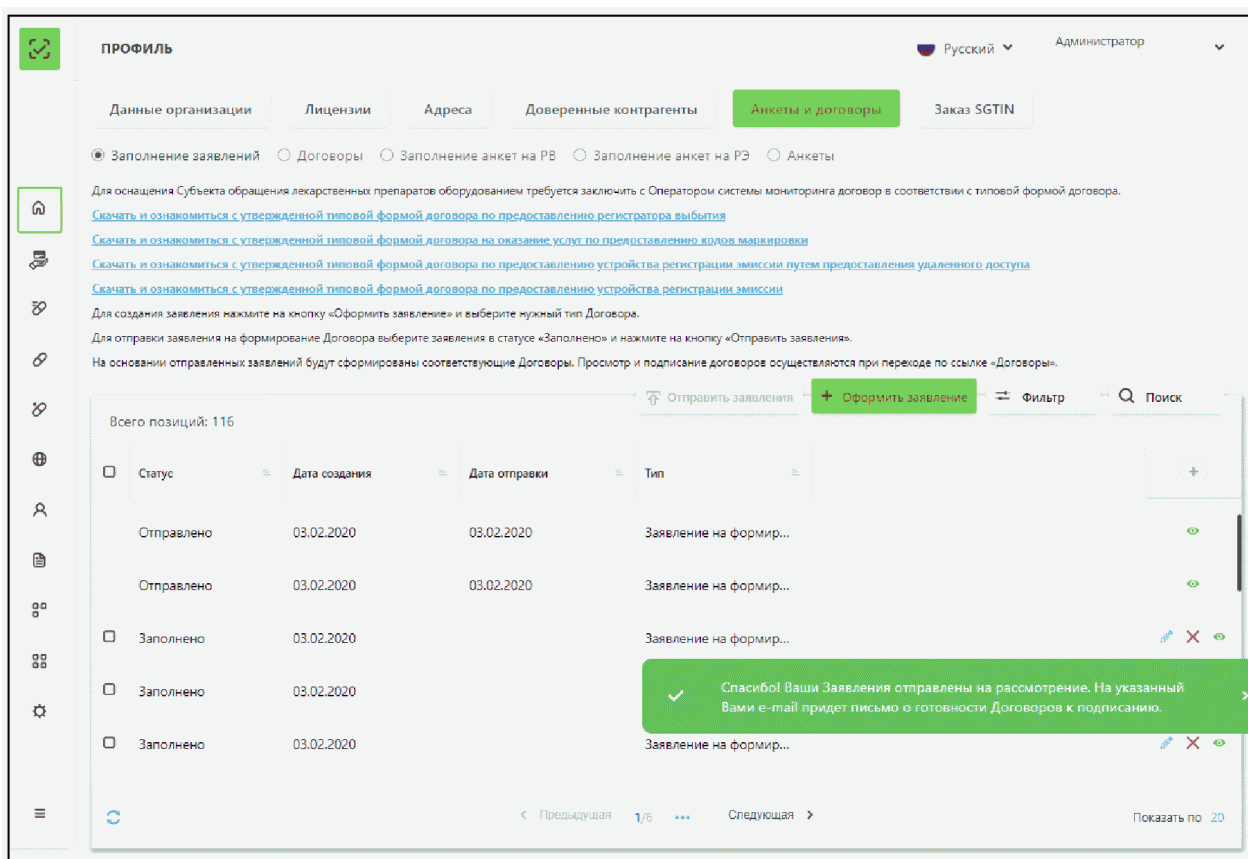 ПРОФИЛЬ
Русский
Администратор
Данные организации
Лицензии
Адреса
Доверенные контрагенты
Анкеты и договоры
Заказ SGTIN
Заполнение заявлений
Договоры
Заполнение анкет на РВ
Заполнение анкет на РЭ
Анкеты
Для оснащения Субъекта обращения лекарственных препаратов оборудованием требуется заключить с Оператором системы мониторинга договор в соответствии с типовой формой договора.
Скачать и ознакомиться с утвержденной типовой формой договора по предоставлению регистратора выбытия
Скачать и ознакомиться с утвержденной типовой формой договора на оказание услуг по предоставлению кодов маркировки
Скачать и ознакомиться с утвержденной типовой формой договора по предоставлению устройства регистрации эмиссии путем предоставления удаленного доступа
Скачать и ознакомиться с утвержденной типовой формой договора по предоставлению устройства регистрации эмиссии
Для создания заявления нажмите на кнопку «Оформить заявление» и выберите нужный тип Договора.
Для отправки заявления на формирование Договора выберите заявления в статусе «Заполнено» и нажмите на кнопку «Отправить заявления».
На основании отправленных заявлений будут сформированы соответствующие Договоры. Просмотр и подписание договоров осуществляются при переходе по ссылке «Договоры».
Отправить заявления
+ Оформить заявление
Фильтр
Поиск
Всего позиций: 116
Статус
Дата создания
Дата отправки
Тип
Отправлено 03.02.2020 03.02.2020 Заявление на формир...
Отправлено 03.02.2020 03.02.2020 Заявление на формир...
Заполнено 03.02.2020 Заявление на формир...
Заполнено 03.02.2020
Спасибо! Ваши Заявления отправлены на рассмотрение. На указанный
Вами e-mail придет письмо о готовности Договоров к подписанию.
Заполнено 03.02.2020 Заявление на формир...
Предыдущая 1/6 ••• Следующая
Показать по 20